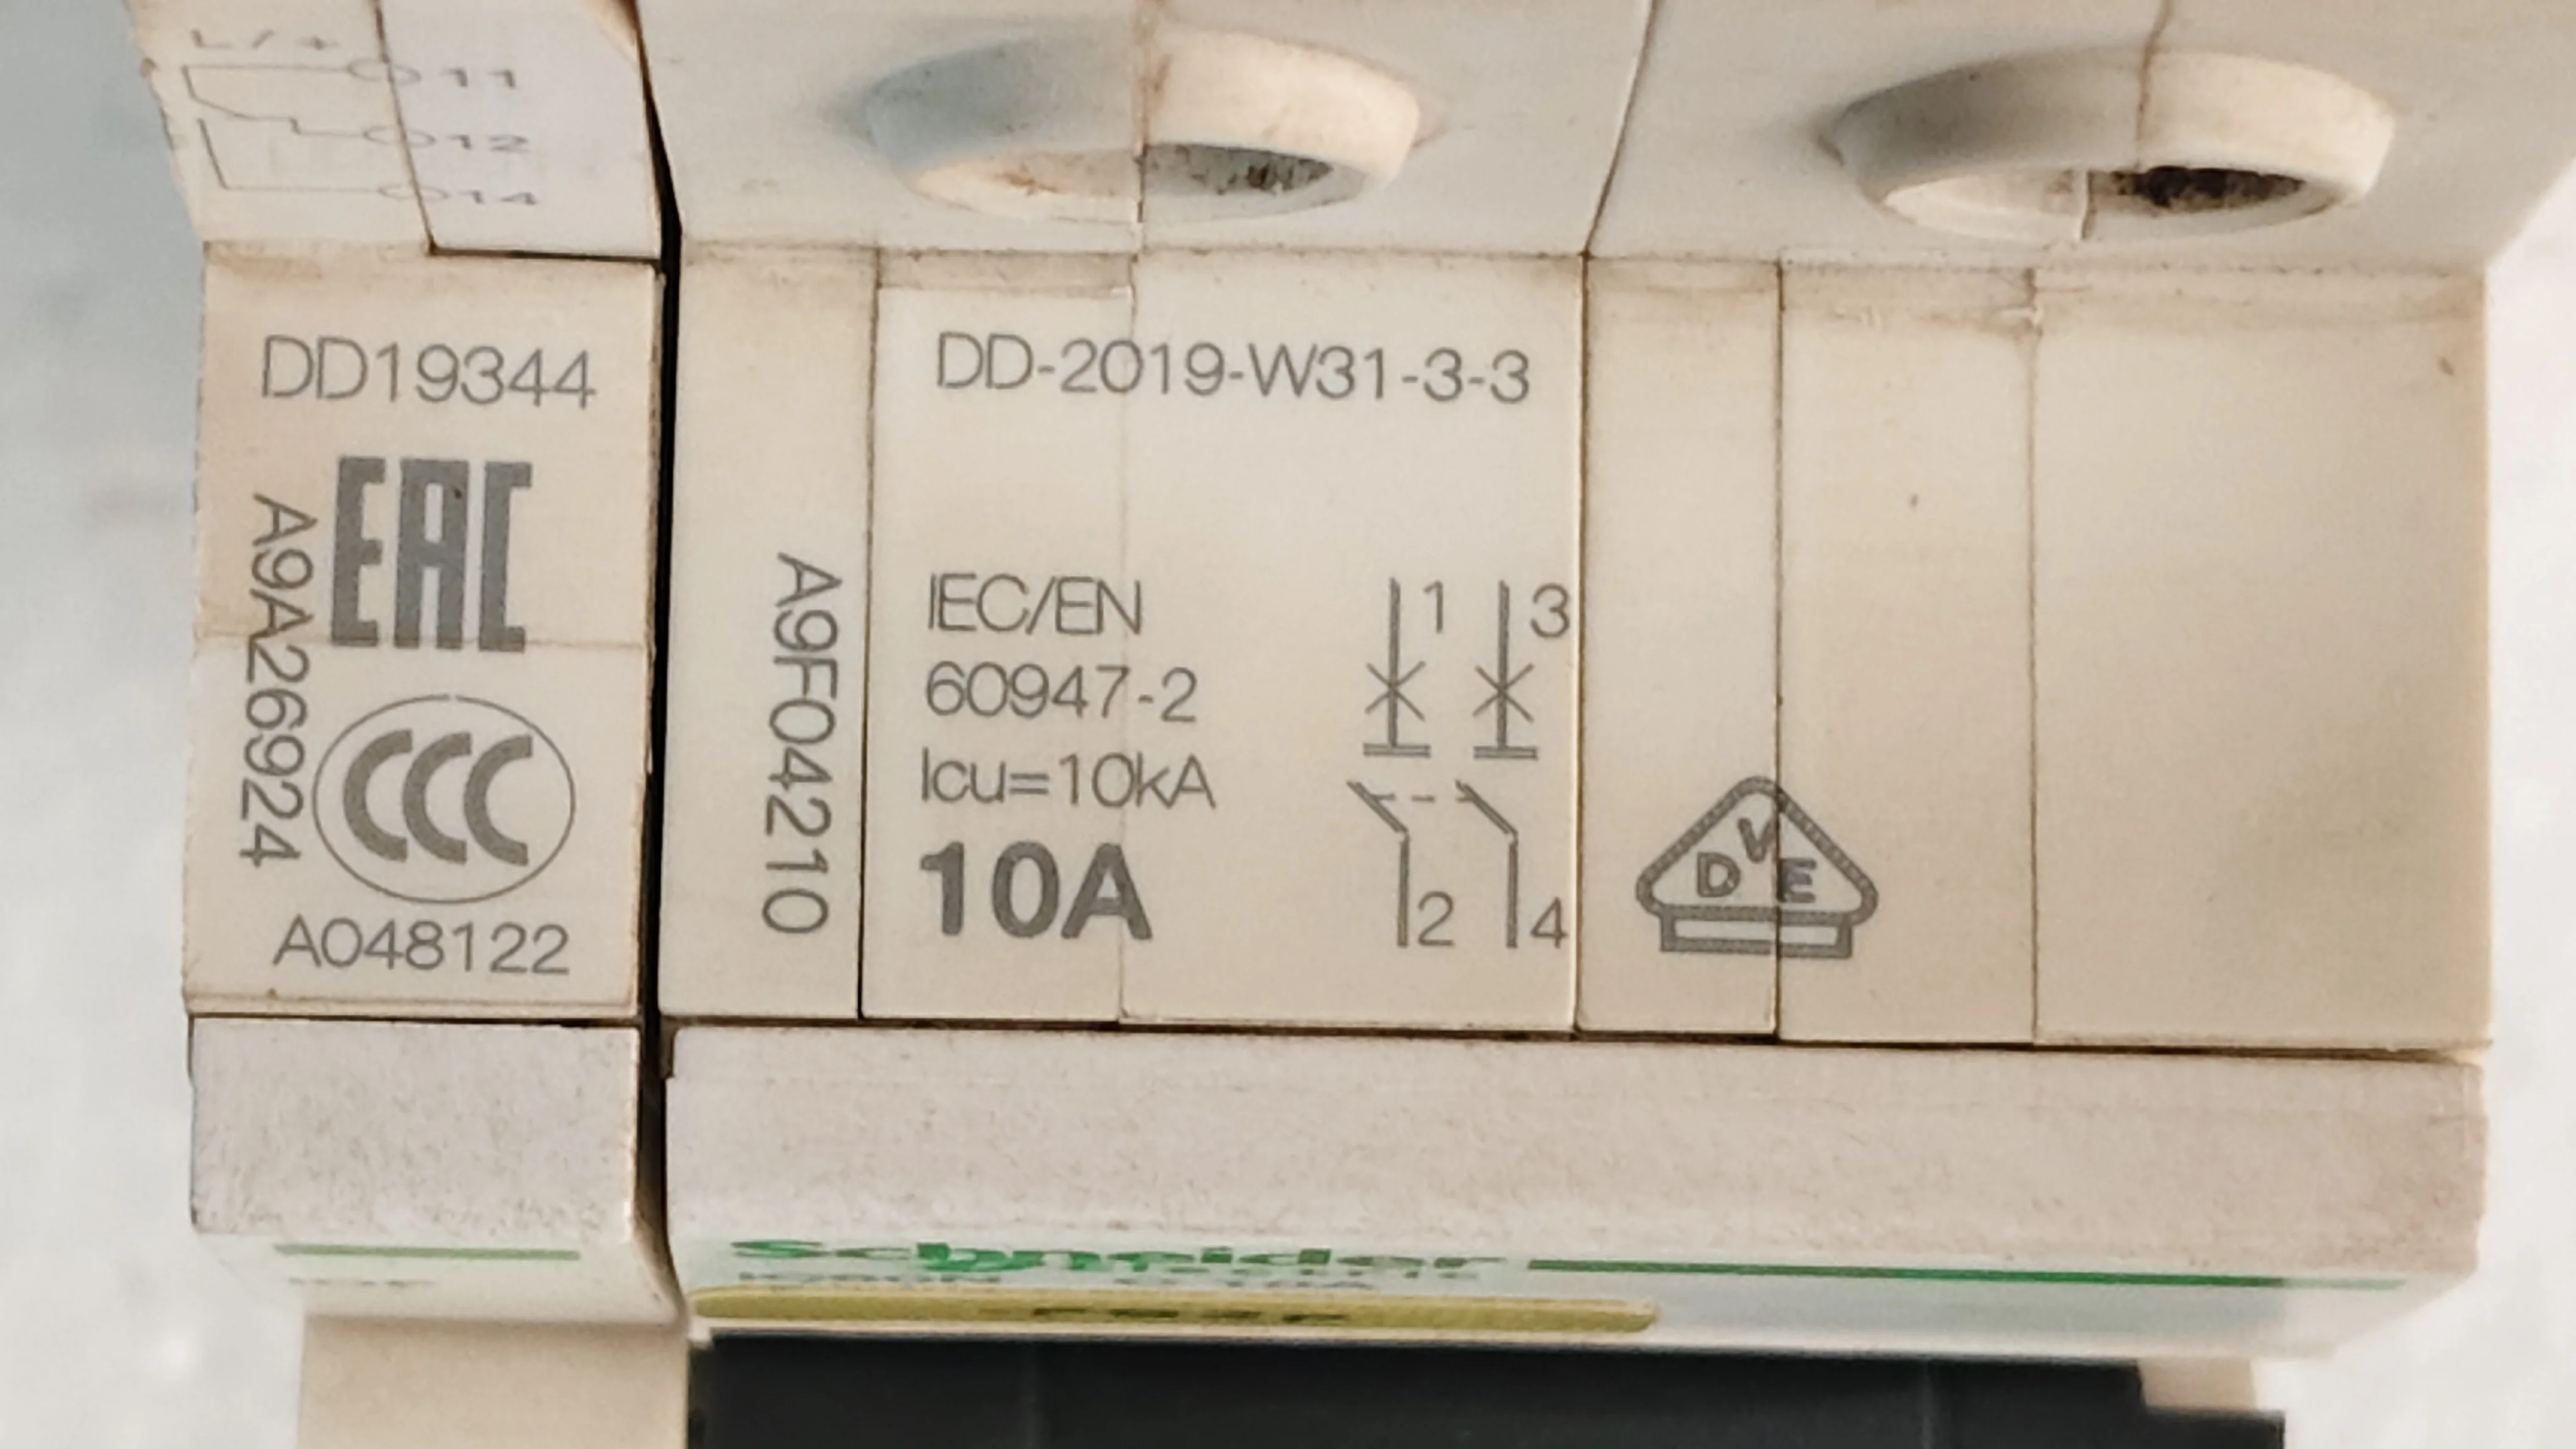 L/+
11
12
14
DD19344
EAC
A9A26924
CCC
A048122
A9F04210
DD-2019-W31-3-3
IEC/EN
60947-2
Icu=10kA
10A
1 3
2 4
DVE
Schneider